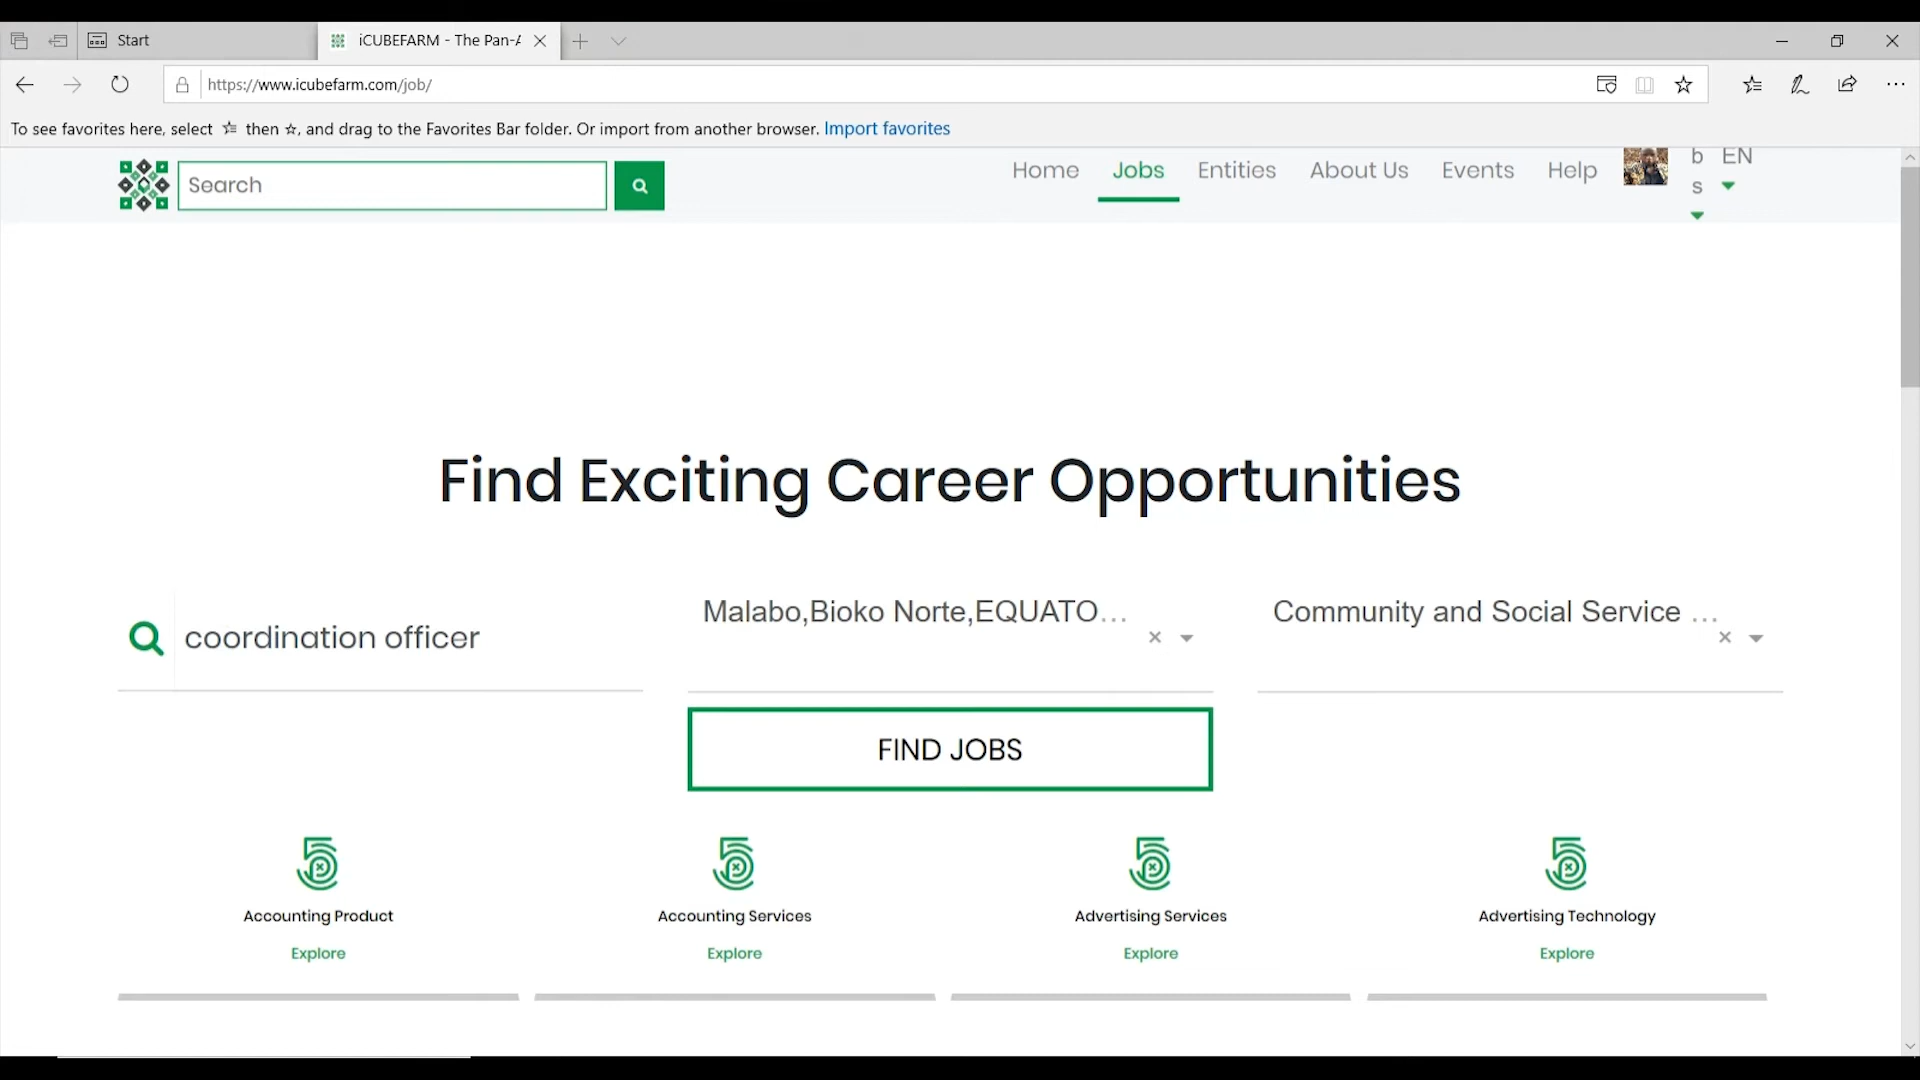 Start
iCUBEFARM - The Pan-A
https://www.icubefarm.com/job/
To see favorites here, select then , and drag to the Favorites Bar folder. Or import from another browser. Import favorites
Search
Home
Jobs
Entities
About Us
Events
Help
b
s
EN
Find Exciting Career Opportunities
coordination officer
Malabo,Bioko Norte,EQUATO...
Community and Social Service ...
FIND JOBS
Accounting Product
Explore
Accounting Services
Explore
Advertising Services
Explore
Advertising Technology
Explore